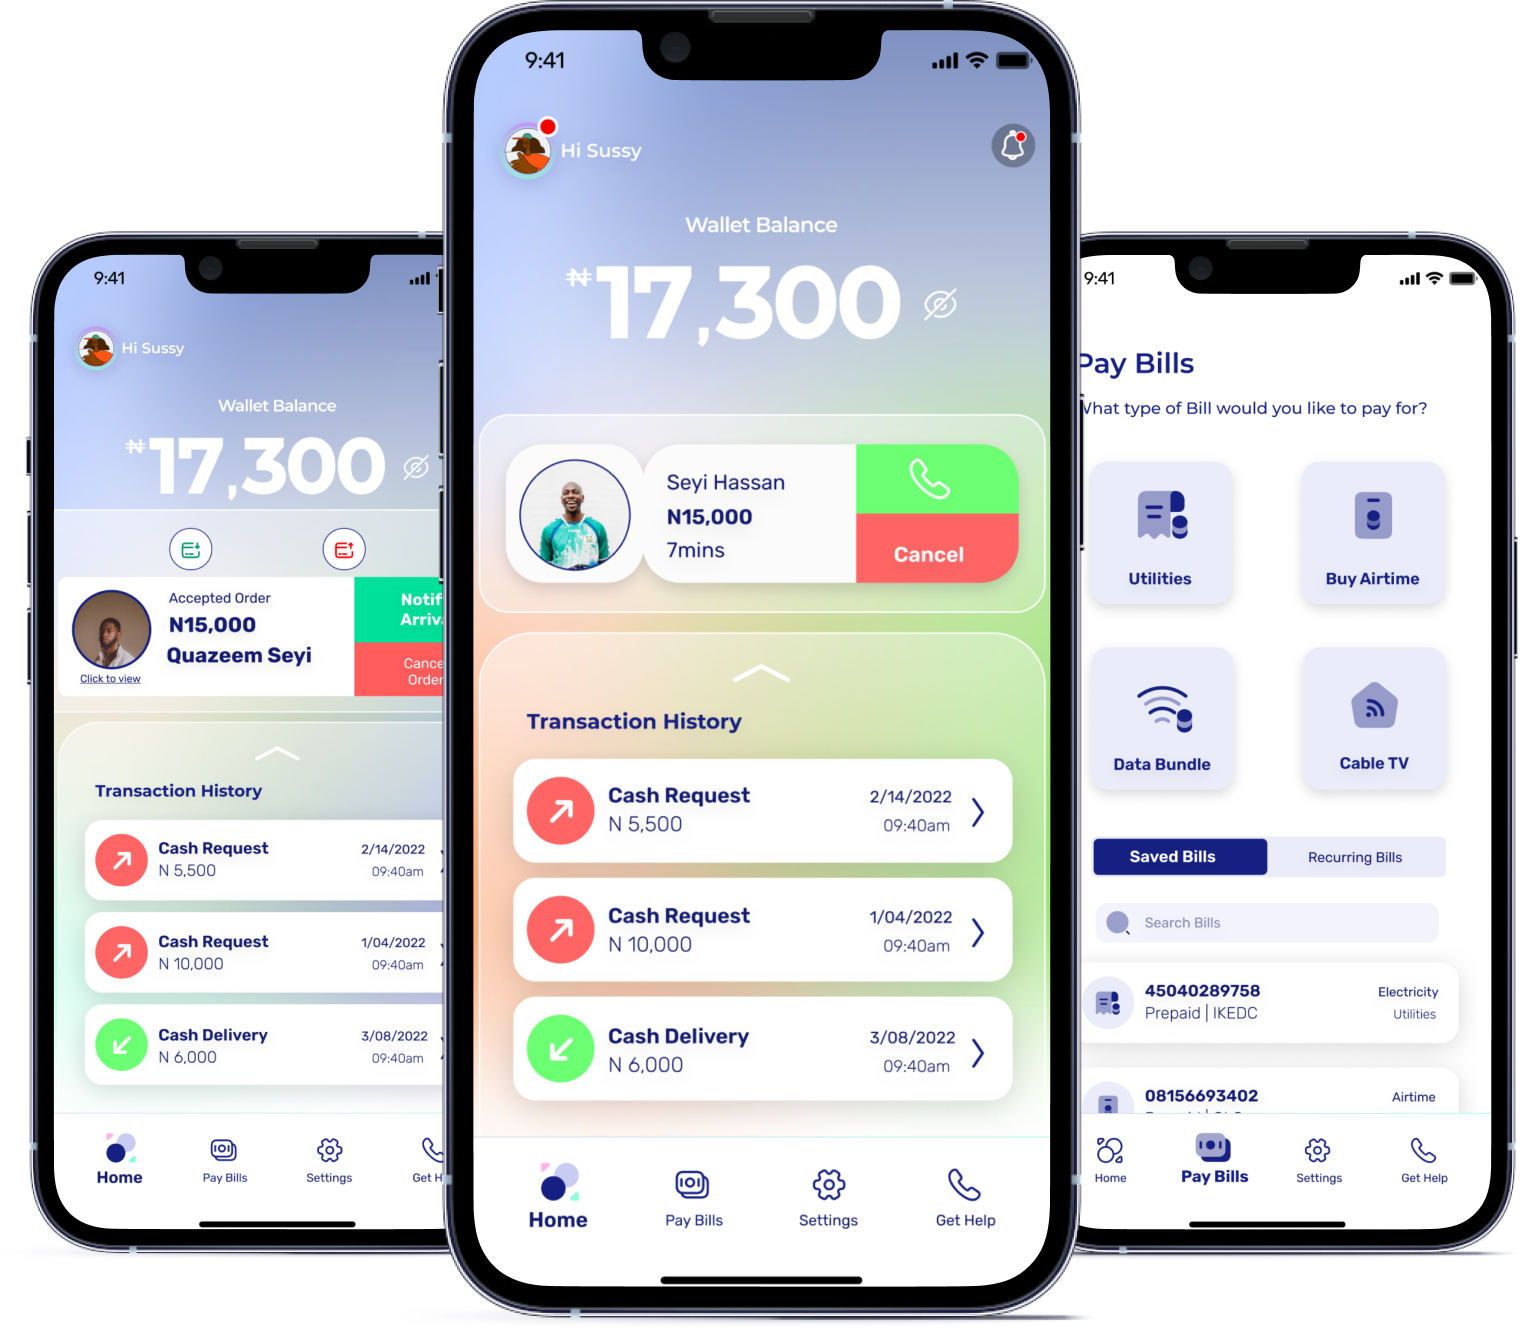 9:41
Hi Sussy
Wallet Balance
₦17,300
Accepted Order
N15,000
Quazeem Seyi
Click to view
Notif
Arriva
Cance
Order
Transaction History
Cash Request
2/14/2022
N 5,500
09:40am
Cash Request
1/04/2022
N 10,000
09:40am
Cash Delivery
3/08/2022
N 6,000
09:40am
Home
Pay Bills
Settings
Get H
9:41
Hi Sussy
Wallet Balance
₦17,300
Seyi Hassan
N15,000
7mins
Cancel
Transaction History
Cash Request
2/14/2022
N 5,500
09:40am
Cash Request
1/04/2022
N 10,000
09:40am
Cash Delivery
3/08/2022
N 6,000
09:40am
Home
Pay Bills
Settings
Get Help
9:41
Pay Bills
What type of Bill would you like to pay for?
Utilities
Buy Airtime
Data Bundle
Cable TV
Saved Bills
Recurring Bills
Search Bills
45040289758
Electricity
Prepaid | IKEDC
Utilities
08156693402
Airtime
Home
Pay Bills
Settings
Get Help